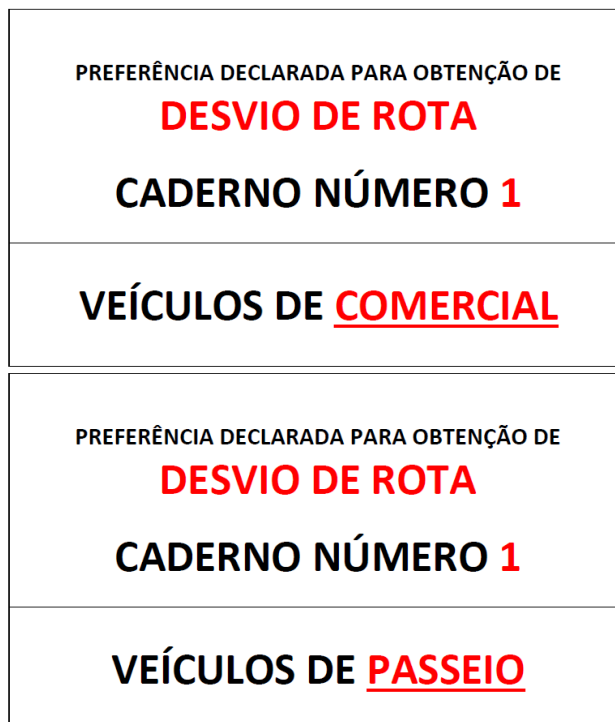 PREFERÊNCIA DECLARADA PARA OBTENÇÃO DE
DESVIO DE ROTA
CADERNO NÚMERO 1
VEÍCULOS DE COMERCIAL
PREFERÊNCIA DECLARADA PARA OBTENÇÃO DE
DESVIO DE ROTA
CADERNO NÚMERO 1
VEÍCULOS DE PASSEIO